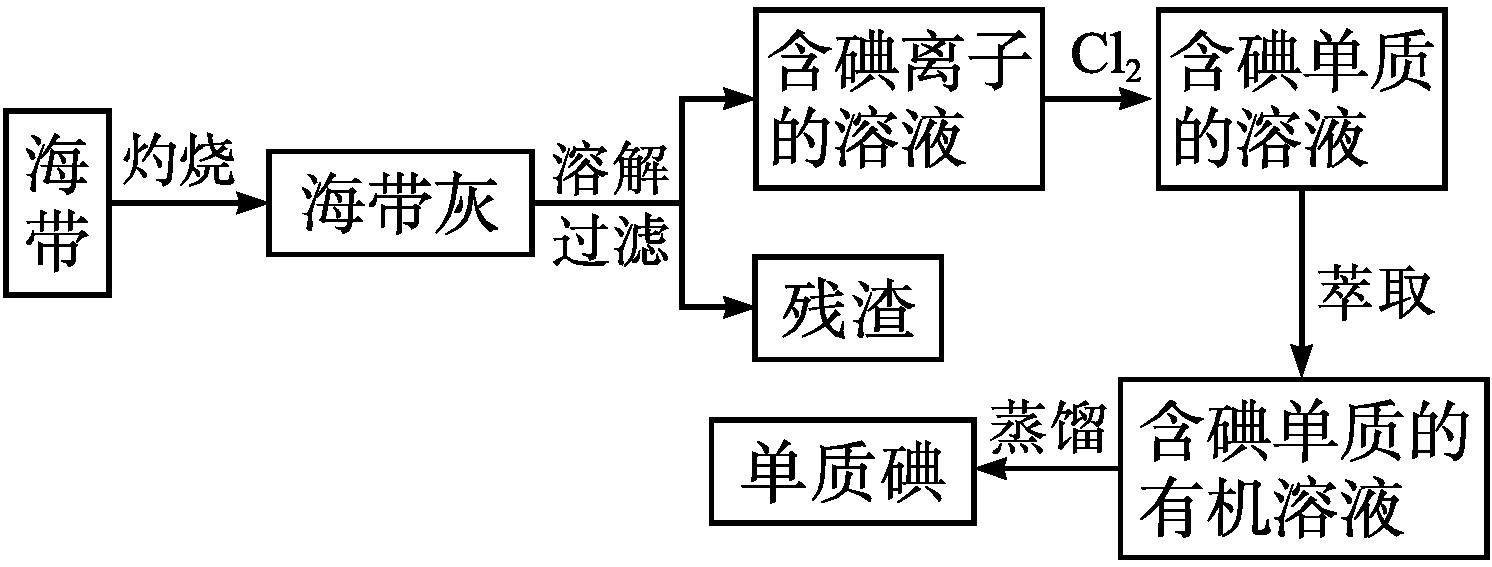 海
带
灼烧
海带灰
溶解
过滤
含碘离子
的溶液
Cl₂
含碘单质
的溶液
残渣
萃取
含碘单质的
有机溶液
蒸馏
单质碘